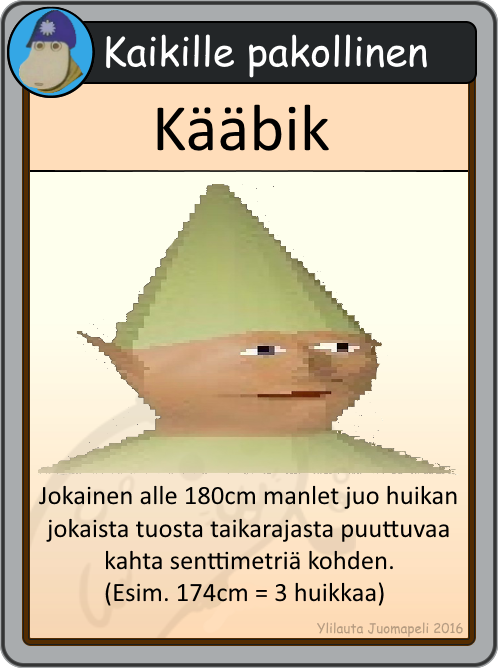 Kaikille pakollinen
Kääbik
Jokainen alle 180cm manlet juo huikan
jokaista tuosta taikarajasta puuttuvaa
kahta senttimetriä kohden.
(Esim. 174cm = 3 huikkaa)
Ylilauta Juomapeli 2016